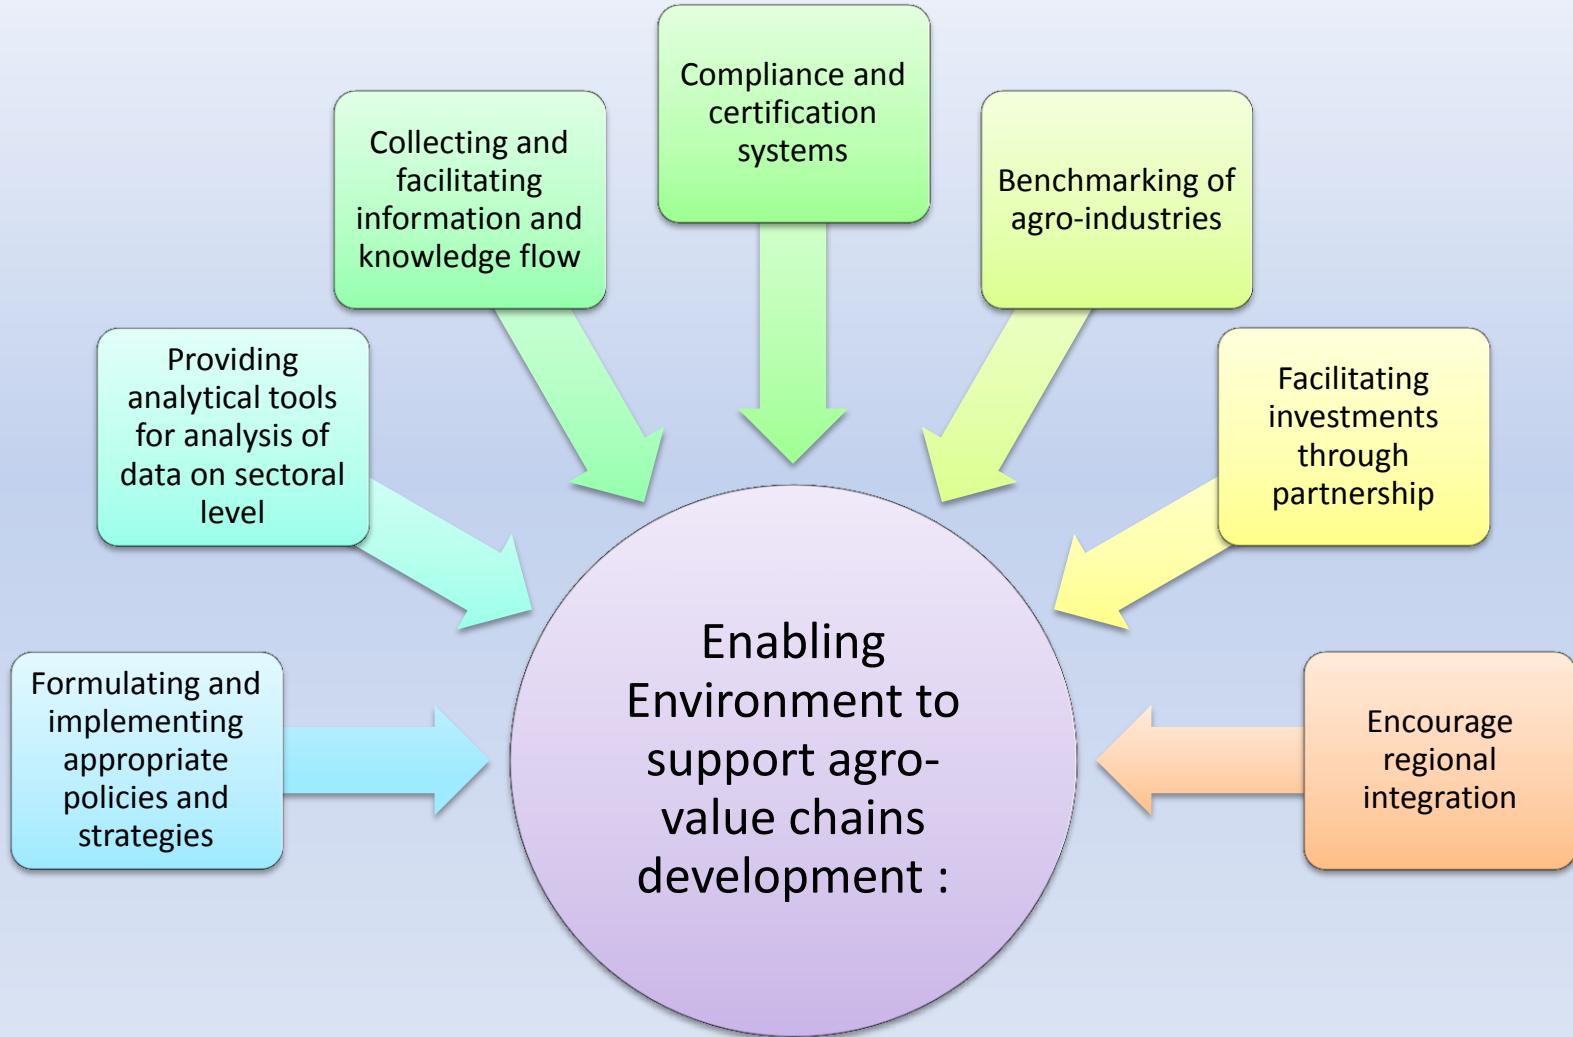 Formulating and
implementing
appropriate
policies and
strategies
Providing
analytical tools
for analysis of
data on sectoral
level
Collecting and
facilitating
information and
knowledge flow
Compliance and
certification
systems
Benchmarking of
agro-industries
Facilitating
investments
through
partnership
Encourage
regional
integration
Enabling
Environment to
support agro-
value chains
development :